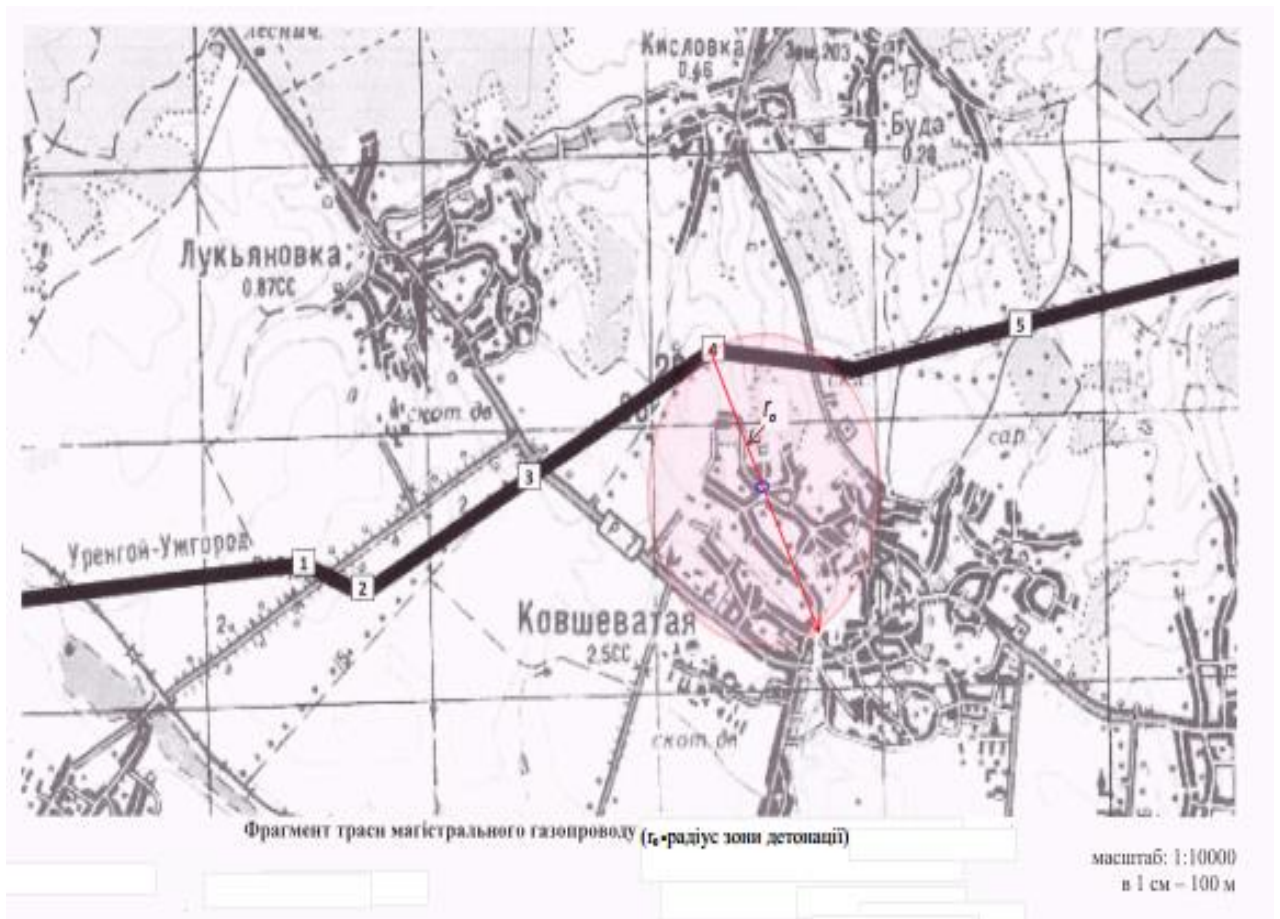 Кисловка
0.46
Буда
0.28
Лукьяновка
0.87СС
4
5
rₒ
скот. дв
сар
3
Уренгой-Ужгород
1
2
Р
Ковшеватая
2.5СС
скот. дв
Фрагмент траси магістрального газопроводу (r₀-радіус зони детонації)
масштаб: 1:10000
в 1 см – 100 м